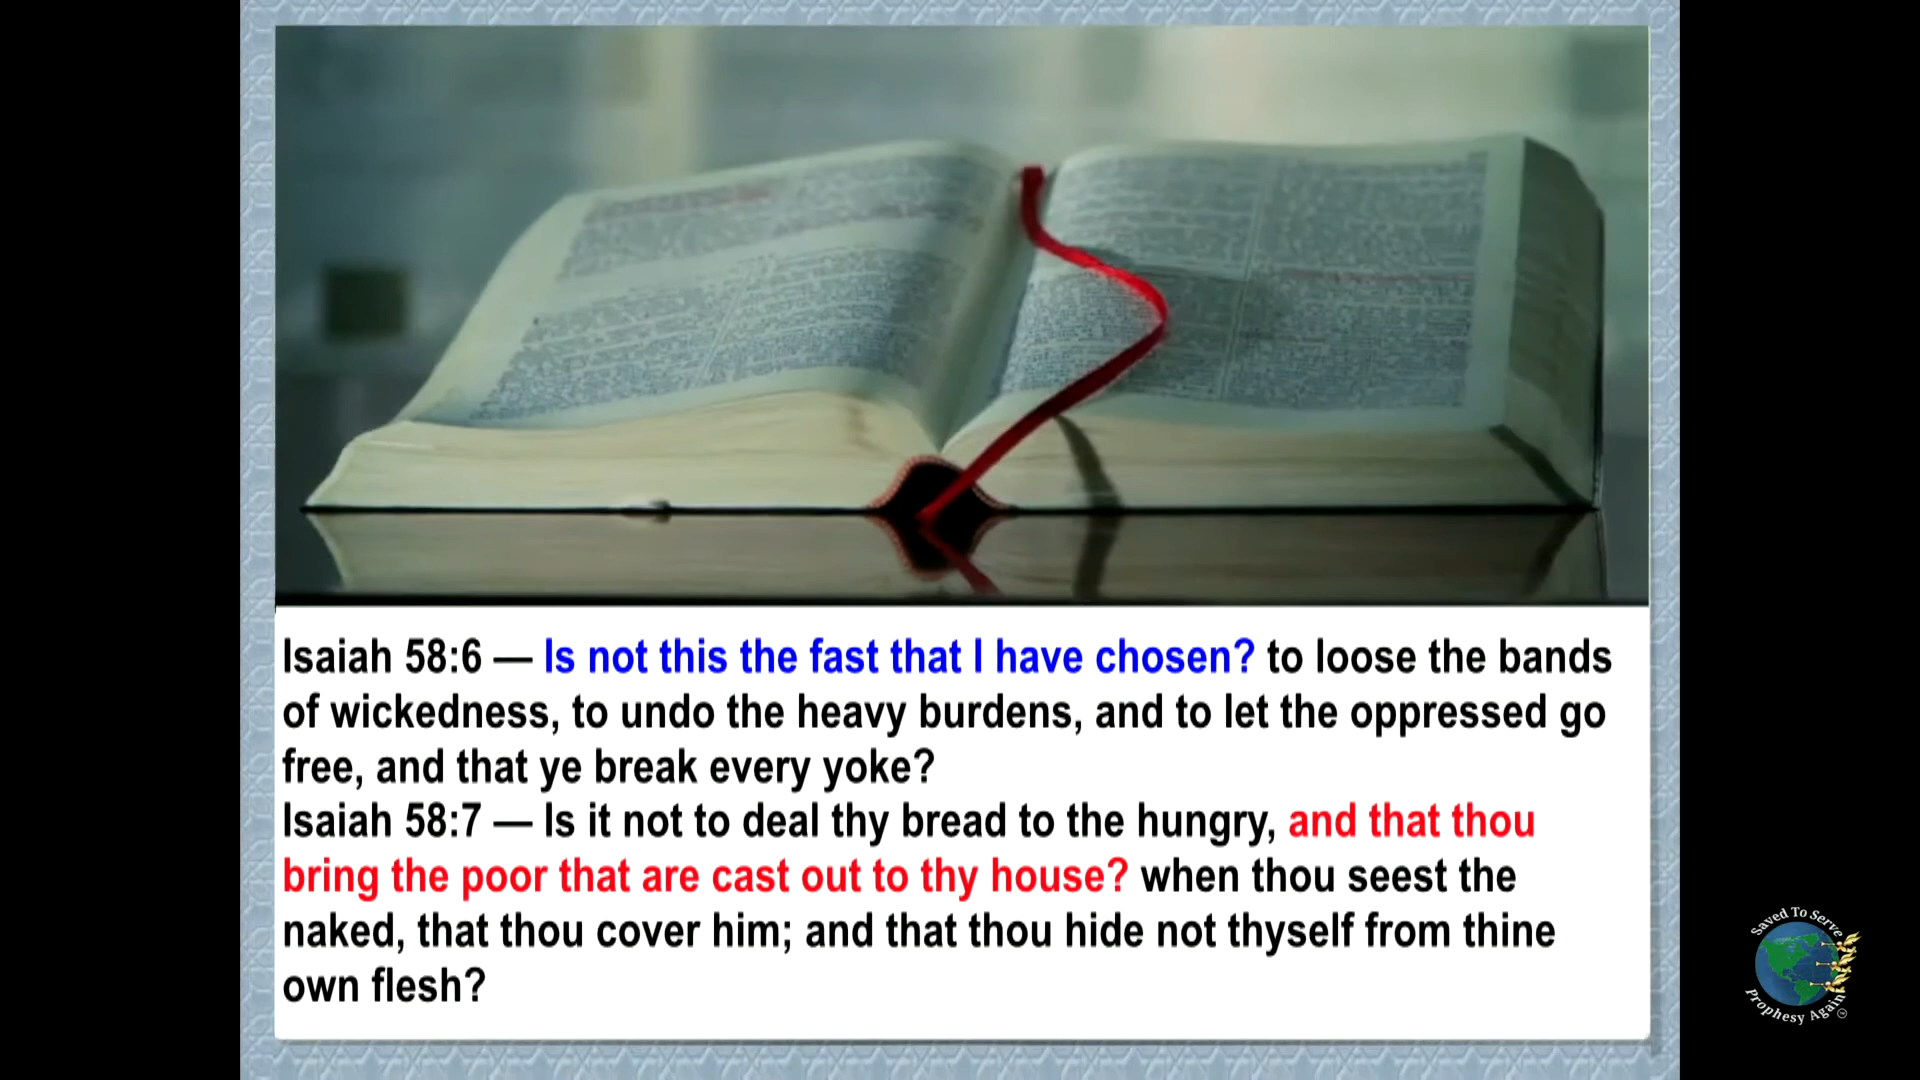 Isaiah 58:6 — Is not this the fast that I have chosen? to loose the bands
of wickedness, to undo the heavy burdens, and to let the oppressed go
free, and that ye break every yoke?
Isaiah 58:7 — Is it not to deal thy bread to the hungry, and that thou
bring the poor that are cast out to thy house? when thou seest the
naked, that thou cover him; and that thou hide not thyself from thine
own flesh?
Saved To Serve
Prophesy Again